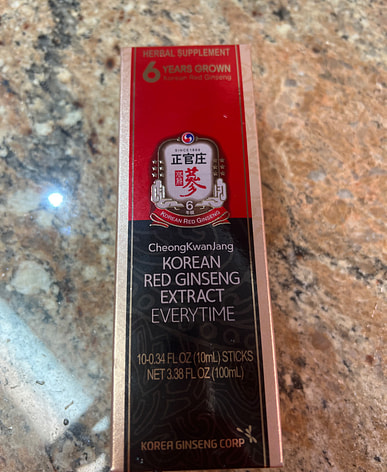 HERBAL SUPPLEMENT
6 YEARS GROWN
Korean Red Ginseng
SINCE 1899
正官庄
蔘
6
年根
KOREAN RED GINSENG
CheongKwanJang
KOREAN
RED GINSENG
EXTRACT
EVERYTIME
10-0.34 FL OZ (10mL) STICKS
NET 3.38 FL OZ (100mL)
KOREA GINSENG CORP